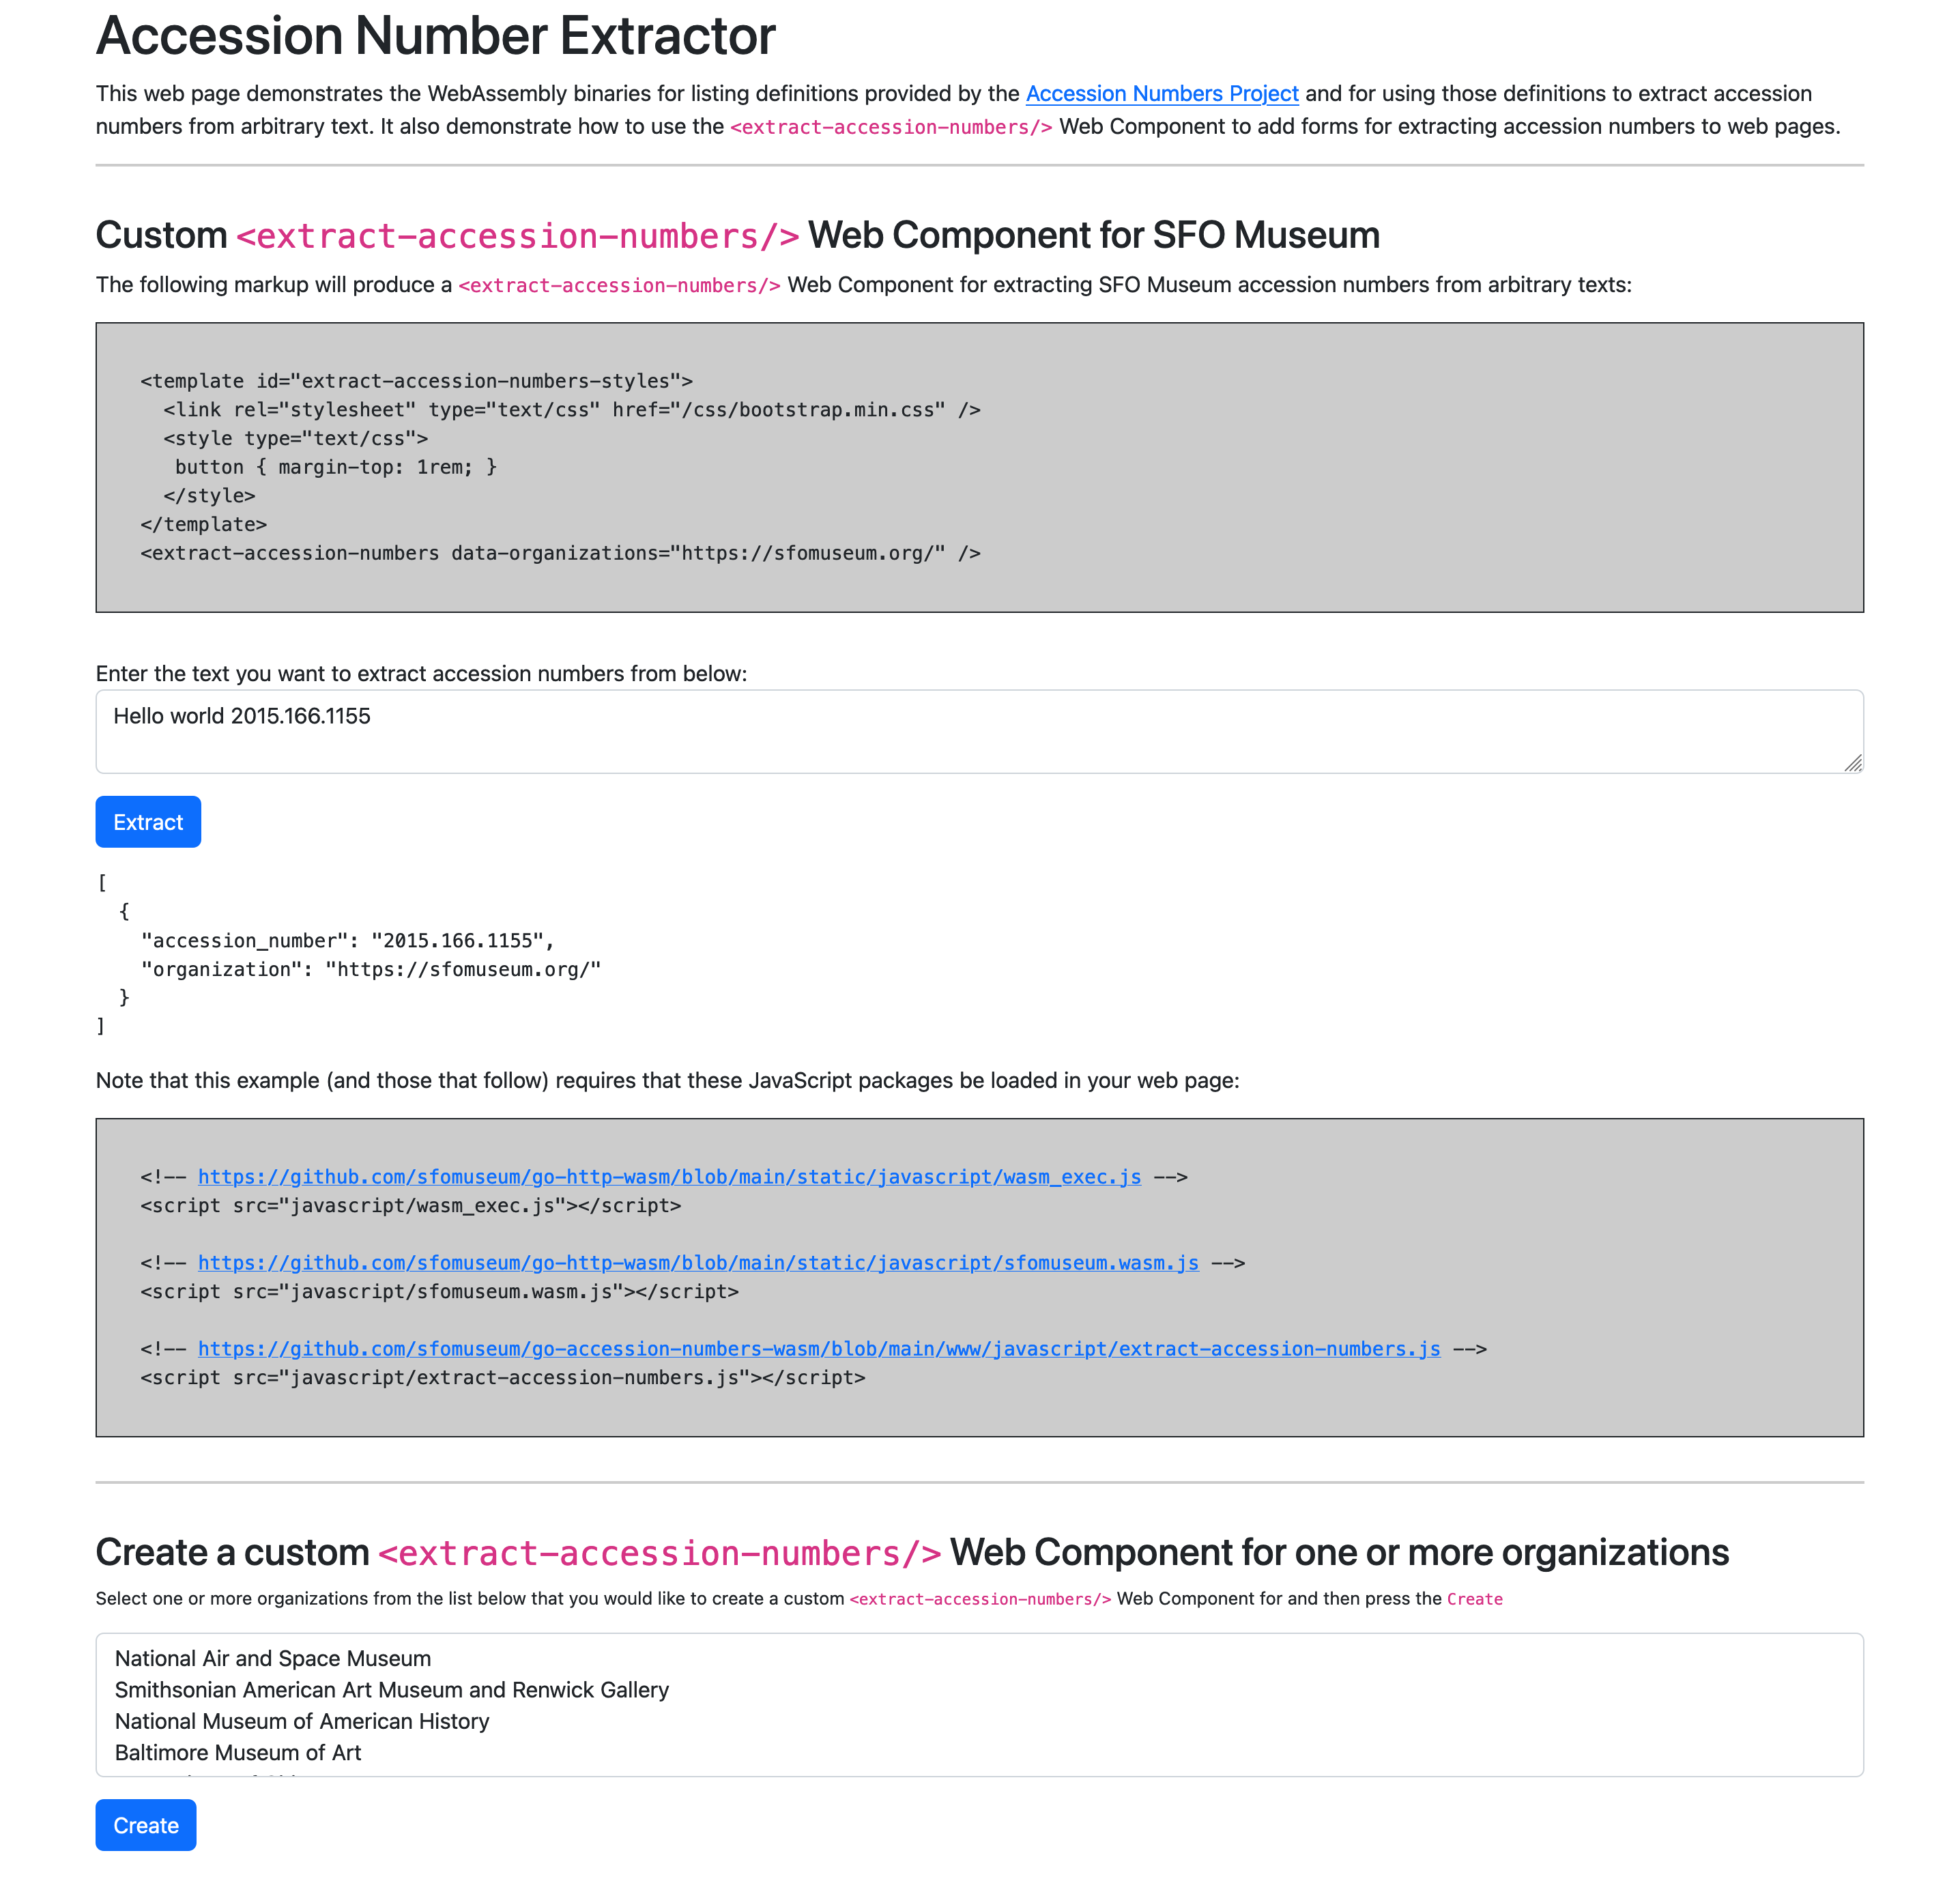 Accession Number Extractor
This web page demonstrates the WebAssembly binaries for listing definitions provided by the Accession Numbers Project and for using those definitions to extract accession
numbers from arbitrary text. It also demonstrate how to use the <extract-accession-numbers/> Web Component to add forms for extracting accession numbers to web pages.
Custom <extract-accession-numbers/> Web Component for SFO Museum
The following markup will produce a <extract-accession-numbers/> Web Component for extracting SFO Museum accession numbers from arbitrary texts:
<template id="extract-accession-numbers-styles">
<link rel="stylesheet" type="text/css" href="/css/bootstrap.min.css" />
<style type="text/css">
button { margin-top: 1rem; }
</style>
</template>
<extract-accession-numbers data-organizations="https://sfomuseum.org/" />
Enter the text you want to extract accession numbers from below:
Hello world 2015.166.1155
Extract
[
{
"accession_number": "2015.166.1155",
"organization": "https://sfomuseum.org/"
}
]
Note that this example (and those that follow) requires that these JavaScript packages be loaded in your web page:
<!-- https://github.com/sfomuseum/go-http-wasm/blob/main/static/javascript/wasm_exec.js -->
<script src="javascript/wasm_exec.js"></script>
<!-- https://github.com/sfomuseum/go-http-wasm/blob/main/static/javascript/sfomuseum.wasm.js -->
<script src="javascript/sfomuseum.wasm.js"></script>
<!-- https://github.com/sfomuseum/go-accession-numbers-wasm/blob/main/www/javascript/extract-accession-numbers.js -->
<script src="javascript/extract-accession-numbers.js"></script>
Create a custom <extract-accession-numbers/> Web Component for one or more organizations
Select one or more organizations from the list below that you would like to create a custom <extract-accession-numbers/> Web Component for and then press the Create
National Air and Space Museum
Smithsonian American Art Museum and Renwick Gallery
National Museum of American History
Baltimore Museum of Art
Create